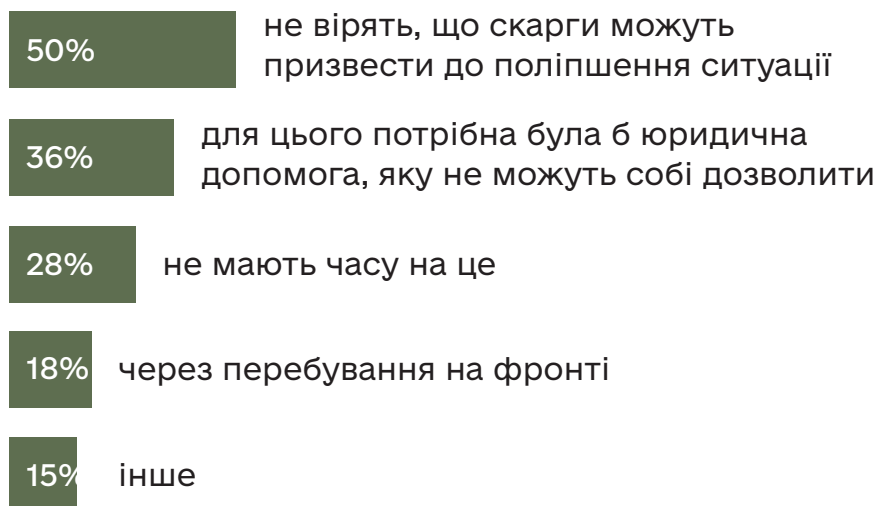 50%
не вірять, що скарги можуть
призвести до поліпшення ситуації
36%
для цього потрібна була б юридична
допомога, яку не можуть собі дозволити
28%
не мають часу на це
18%
через перебування на фронті
15%
інше